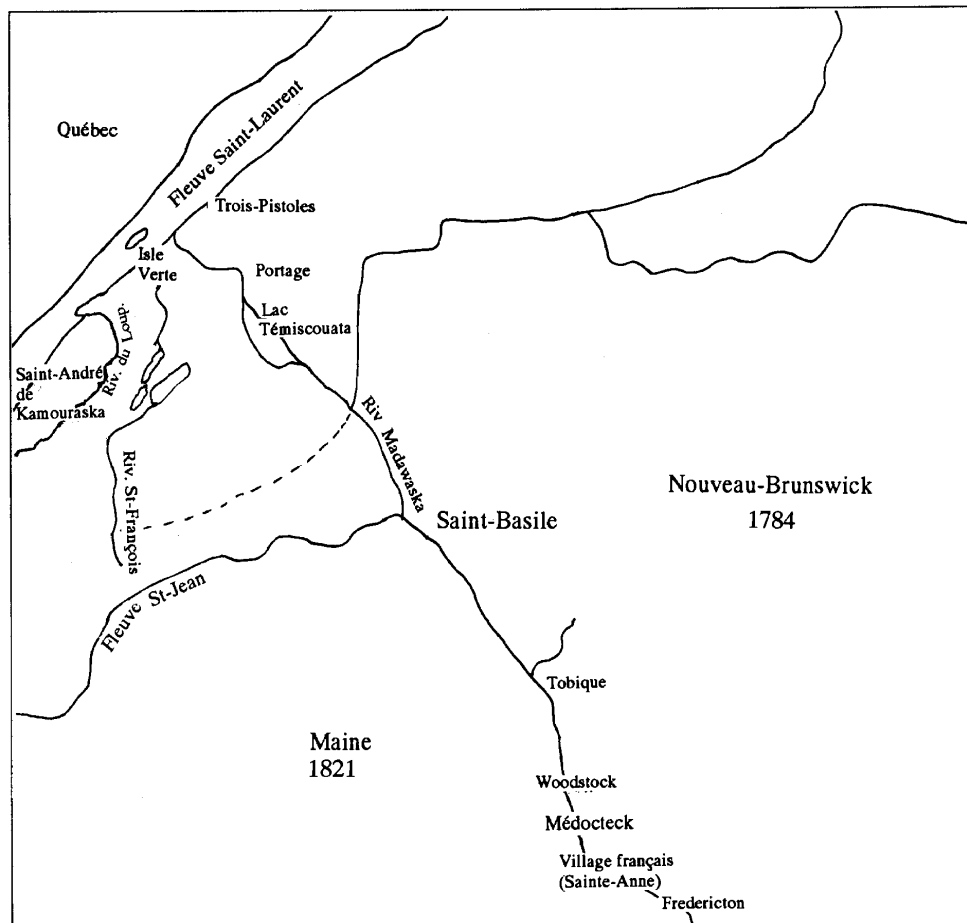 Québec
Fleuve Saint-Laurent
Trois-Pistoles
Isle
Verte
Portage
Lac
Témiscouata
Riv. du Loup.
Saint-André
de
Kamouraska
Riv. St-François
Riv Madawaska
Nouveau-Brunswick
1784
Saint-Basile
Fleuve St-Jean
Tobique
Maine
1821
Woodstock
Médocteck
Village français
(Sainte-Anne)
Fredericton